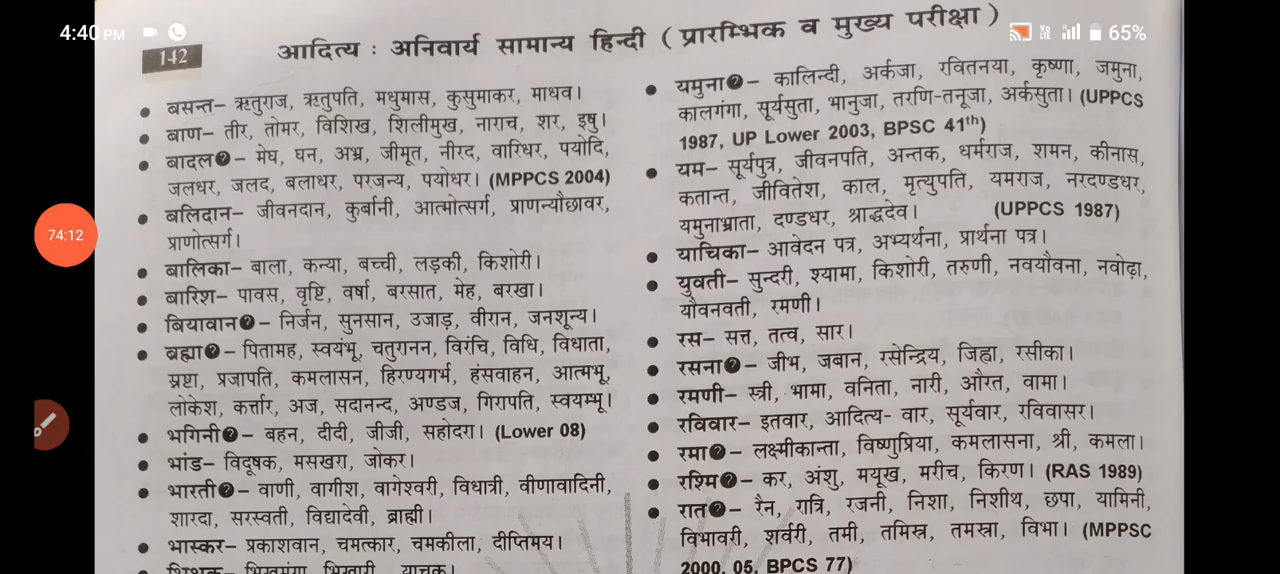 4:40 PM
65%
74:12
142
आदित्य : अनिवार्य सामान्य हिन्दी ( प्रारम्भिक व मुख्य परीक्षा )
● बसन्त– ऋतुराज, ऋतुपति, मधुमास, कुसुमाकर, माधव।
● बाण– तीर, तोमर, विशिख, शिलीमुख, नाराच, शर, इषु।
● बादल?– मेघ, घन, अभ्र, जीमूत, नीरद, वारिधर, पयोदि,
जलधर, जलद, बलाधर, परजन्य, पयोधर। (MPPCS 2004)
● बलिदान– जीवनदान, कुर्बानी, आत्मोत्सर्ग, प्राणन्यौछावर,
प्राणोत्सर्ग।
● बालिका– बाला, कन्या, बच्ची, लड़की, किशोरी।
● बारिश– पावस, वृष्टि, वर्षा, बरसात, मेह, बरखा।
● बियावान?– निर्जन, सुनसान, उजाड़, वीरान, जनशून्य।
● ब्रह्मा?– पितामह, स्वयंभू, चतुरानन, विरंचि, विधि, विधाता,
स्रष्टा, प्रजापति, कमलासन, हिरण्यगर्भ, हंसवाहन, आत्मभू,
लोकेश, कर्त्तार, अज, सदानन्द, अण्डज, गिरापति, स्वयम्भू।
● भगिनी?– बहन, दीदी, जीजी, सहोदरा। (Lower 08)
● भांड– विदूषक, मसखरा, जोकर।
● भारती?– वाणी, वागीश, वागेश्वरी, विधात्री, वीणावादिनी,
शारदा, सरस्वती, विद्यादेवी, ब्राह्मी।
● भास्कर– प्रकाशवान, चमत्कार, चमकीला, दीप्तिमय।
● भिक्षुक– भिखमंगा, भिखारी, याचक।
● यमुना?– कालिन्दी, अर्कजा, रवितनया, कृष्णा, जमुना,
कालगंगा, सूर्यसुता, भानुजा, तरणि-तनूजा, अर्कसुता। (UPPCS
1987, UP Lower 2003, BPSC 41th)
● यम– सूर्यपुत्र, जीवनपति, अन्तक, धर्मराज, शमन, कीनास,
कतान्त, जीवितेश, काल, मृत्युपति, यमराज, नरदण्डधर,
यमुनाभ्राता, दण्डधर, श्राद्धदेव। (UPPCS 1987)
● याचिका– आवेदन पत्र, अभ्यर्थना, प्रार्थना पत्र।
● युवती– सुन्दरी, श्यामा, किशोरी, तरुणी, नवयौवना, नवोढ़ा,
यौवनवती, रमणी।
● रस– सत्त, तत्व, सार।
● रसना?– जीभ, जबान, रसेन्द्रिय, जिह्वा, रसीका।
● रमणी– स्त्री, भामा, वनिता, नारी, औरत, वामा।
● रविवार– इतवार, आदित्य- वार, सूर्यवार, रविवासर।
● रमा?– लक्ष्मीकान्ता, विष्णुप्रिया, कमलासना, श्री, कमला।
● रश्मि?– कर, अंशु, मयूख, मरीच, किरण। (RAS 1989)
● रात?– रैन, रात्रि, रजनी, निशा, निशीथ, छपा, यामिनी,
विभावरी, शर्वरी, तमी, तमिस्र, तमस्रा, विभा। (MPPSC
2000, 05, BPCS 77)